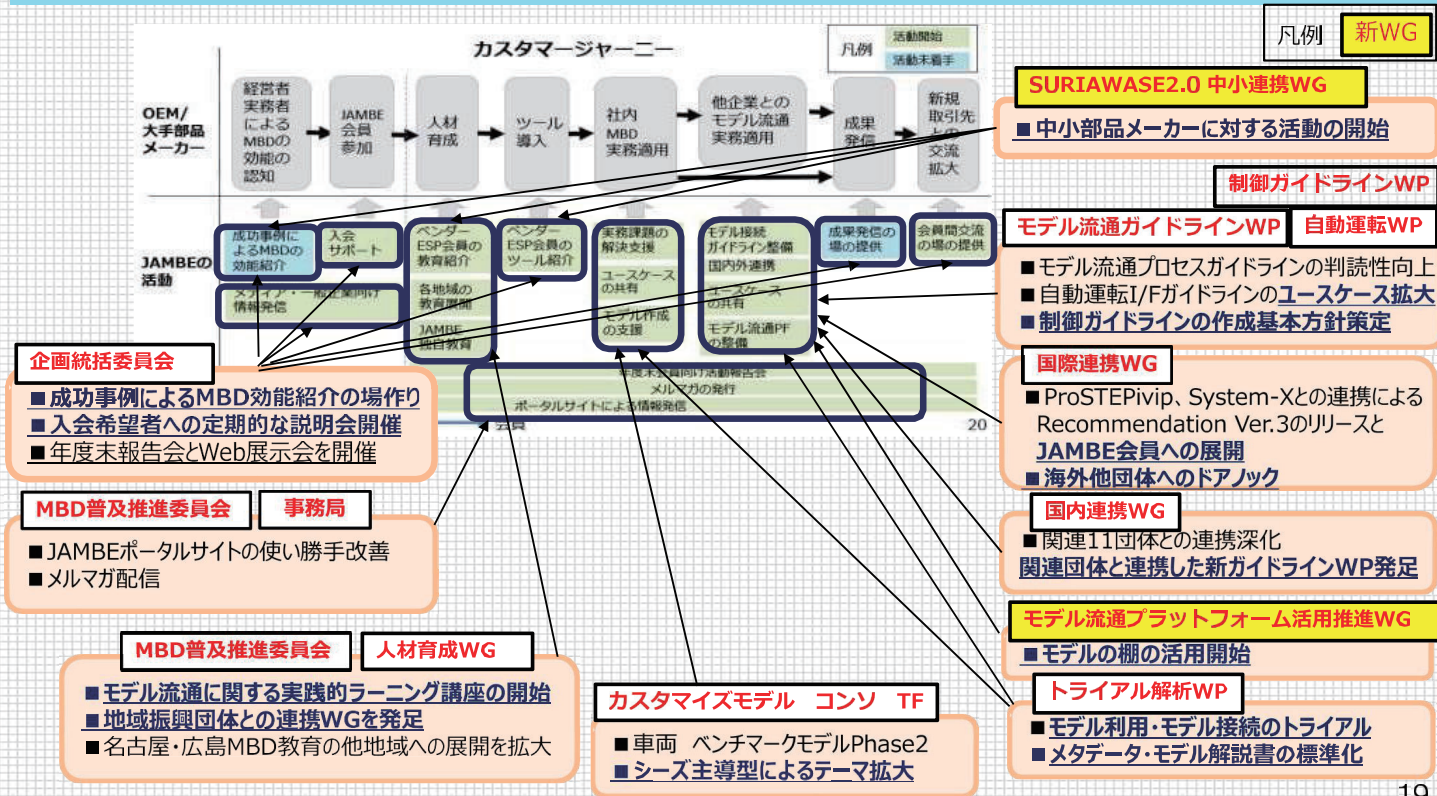 凡例
新WG
カスタマージャーニー
凡例
活動開始
活動未着手
OEM/
大手部品
メーカー
経営者
実務者
による
MBDの
効能の
認知
JAMBE
会員
参加
人材
育成
ツール
導入
社内
MBD
実務適用
他企業との
モデル流通
実務適用
成果
発信
新規
取引先
との
交流
拡大
JAMBEの
活動
成功事例に
よるMBDの
効能紹介
入会
サポート
メディア・一般企業向け
情報発信
ベンダー
ESP会員の
教育紹介
各地域の
教育展開
JAMBE
独自教育
ベンダー
ESP会員の
ツール紹介
実務課題の
解決支援
ユースケース
の共有
モデル作成
の支援
モデル接続
ガイドライン整備
国内外連携
ユースケース
の共有
モデル流通PF
の整備
成果発信の
場の提供
会員間交流
の場の提供
年度末会員向け活動報告会
メルマガの発行
ポータルサイトによる情報発信
会員
20
SURIAWASE2.0 中小連携WG
■中小部品メーカーに対する活動の開始
制御ガイドラインWP
モデル流通ガイドラインWP
自動運転WP
■モデル流通プロセスガイドラインの判読性向上
■自動運転I/Fガイドラインのユースケース拡大
■制御ガイドラインの作成基本方針策定
国際連携WG
■ProSTEPivip、System-Xとの連携による
Recommendation Ver.3のリリースと
JAMBE会員への展開
■海外他団体へのドアノック
国内連携WG
■関連11団体との連携深化
関連団体と連携した新ガイドラインWP発足
モデル流通プラットフォーム活用推進WG
■モデルの棚の活用開始
トライアル解析WP
■モデル利用・モデル接続のトライアル
■メタデータ・モデル解説書の標準化
企画統括委員会
■成功事例によるMBD効能紹介の場作り
■入会希望者への定期的な説明会開催
■年度末報告会とWeb展示会を開催
MBD普及推進委員会
事務局
■JAMBEポータルサイトの使い勝手改善
■メルマガ配信
MBD普及推進委員会
人材育成WG
■モデル流通に関する実践的ラーニング講座の開始
■地域振興団体との連携WGを発足
■名古屋・広島MBD教育の他地域への展開を拡大
カスタマイズモデル コンソ TF
■車両 ベンチマークモデルPhase2
■シーズ主導型によるテーマ拡大
19